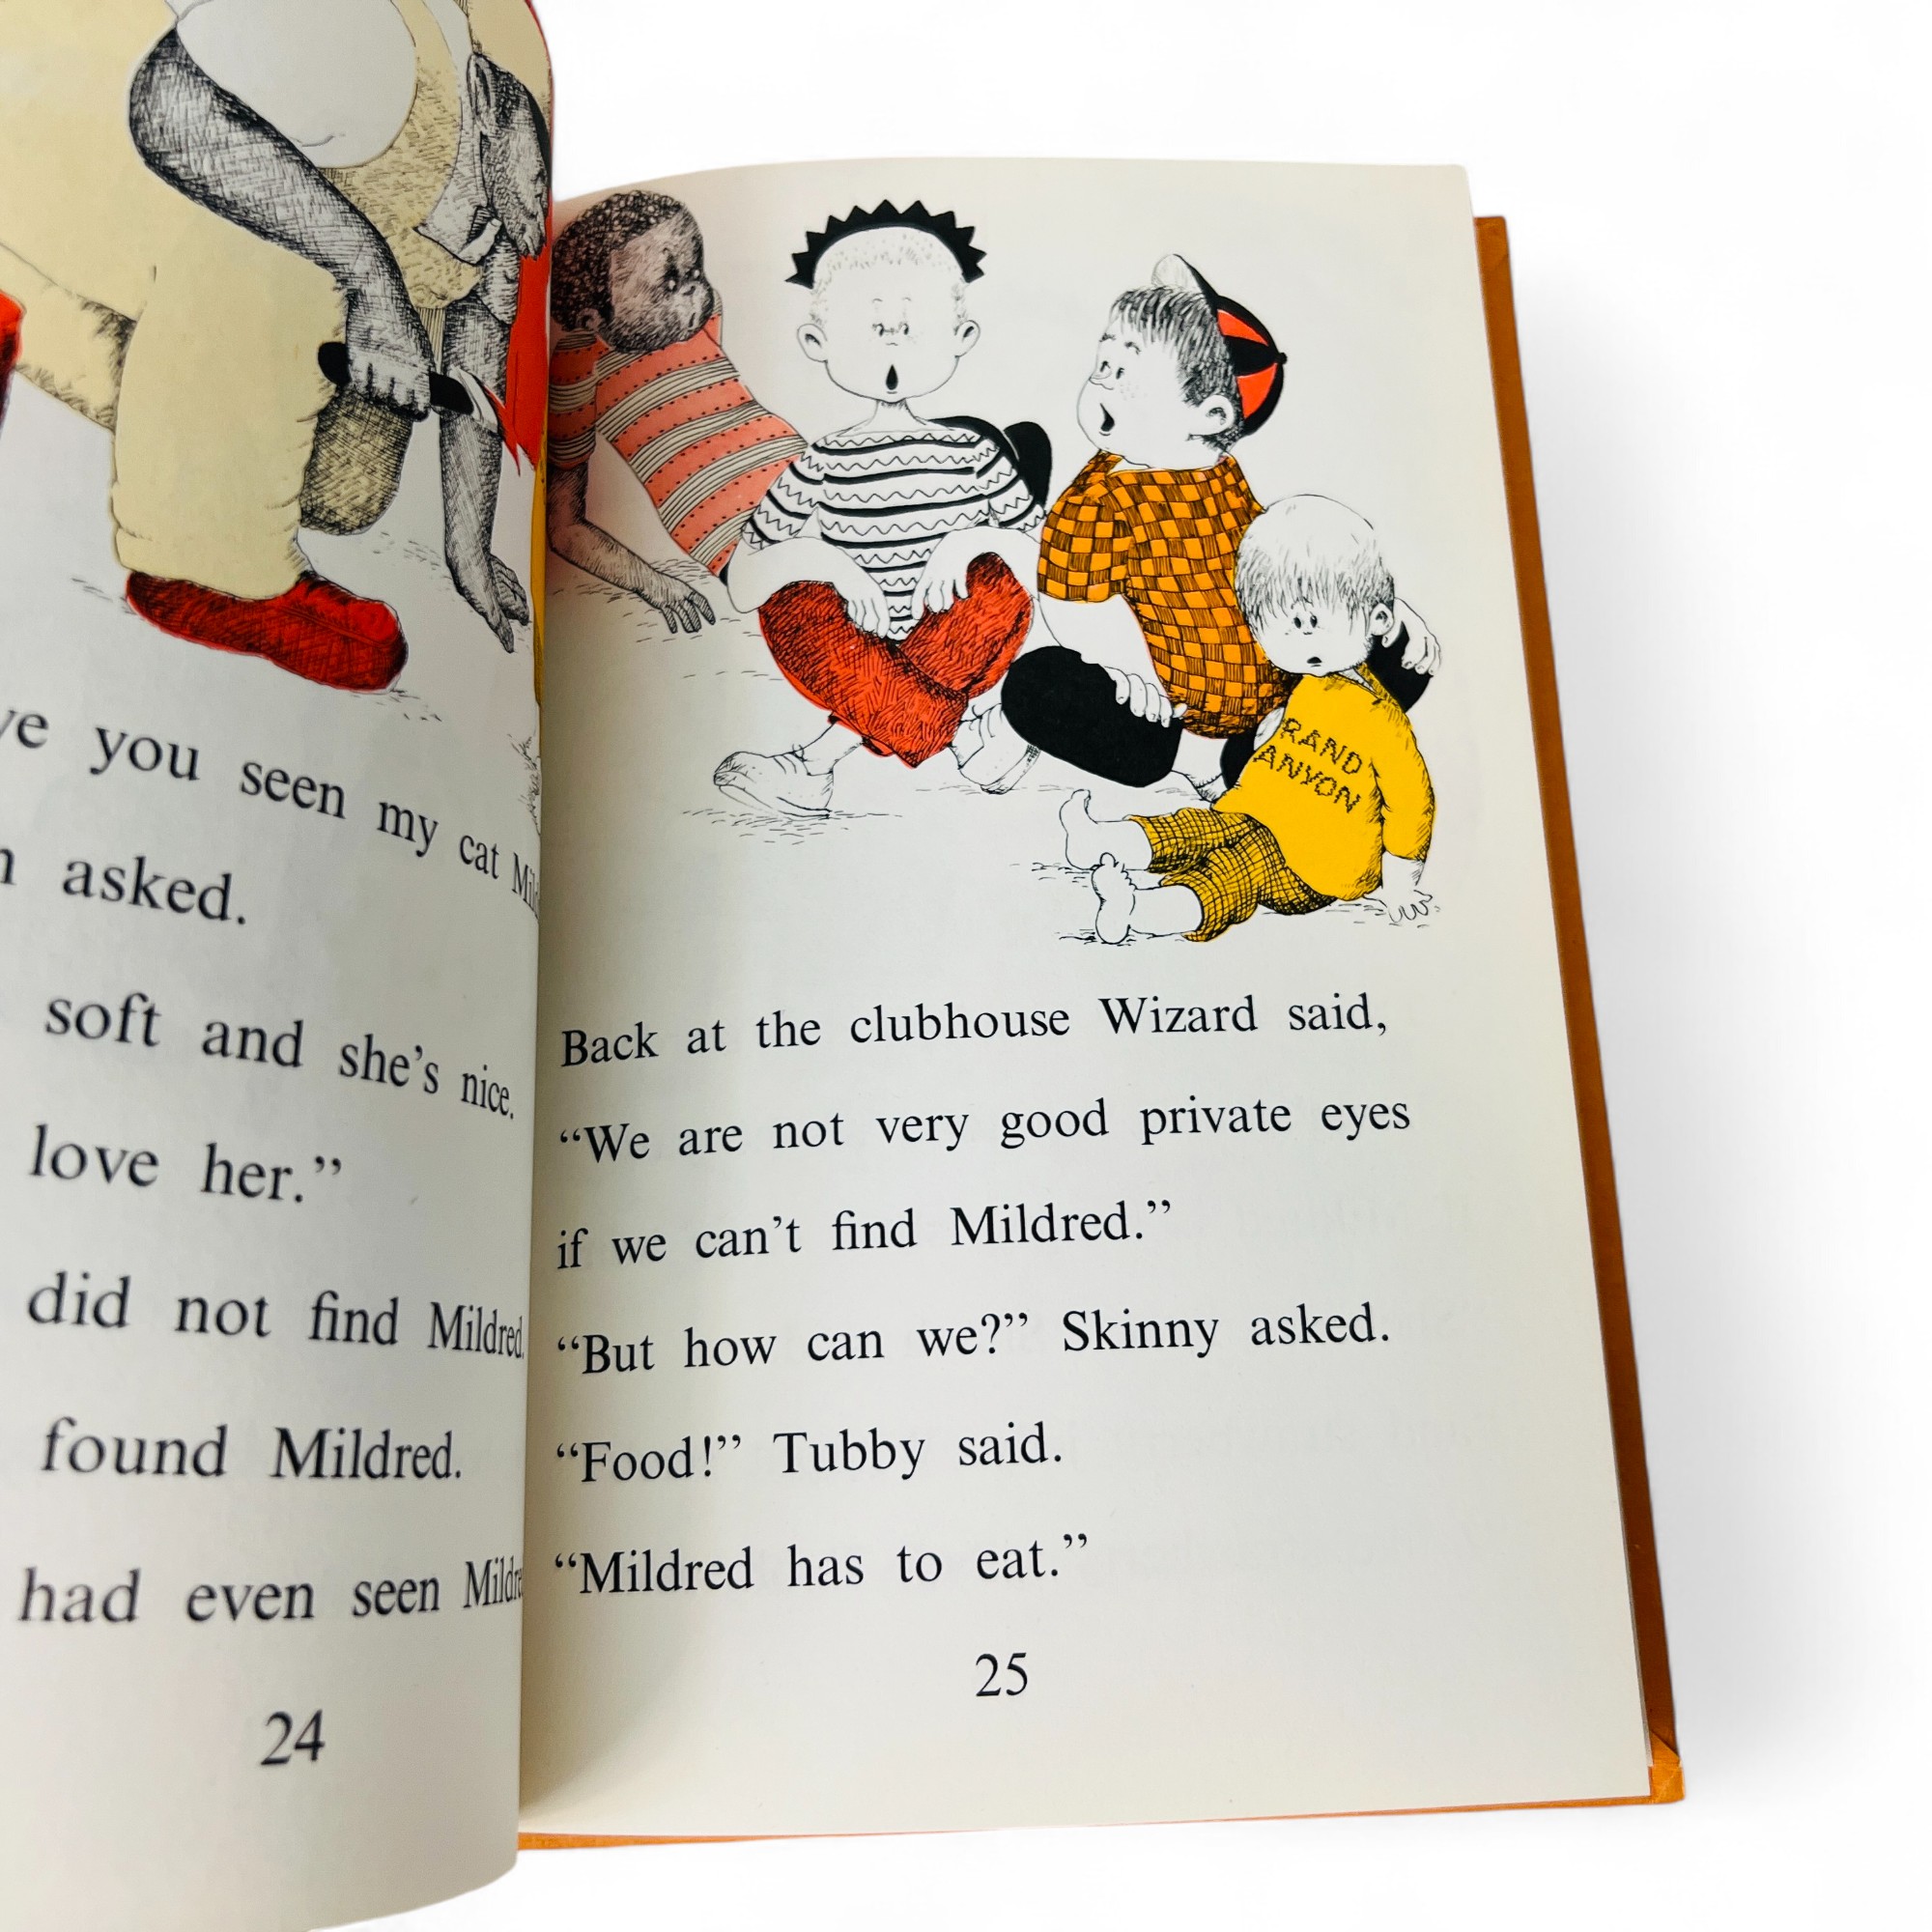 you seen my cat
asked.
soft and she's nice.
love her.”
did not find Mildred.
found Mildred.
had even seen
24
RAND
ANYON
Back at the clubhouse Wizard said,
“We are not very good private eyes
if we can't find Mildred.”
“But how can we?” Skinny asked.
“Food!” Tubby said.
“Mildred has to eat.”
25